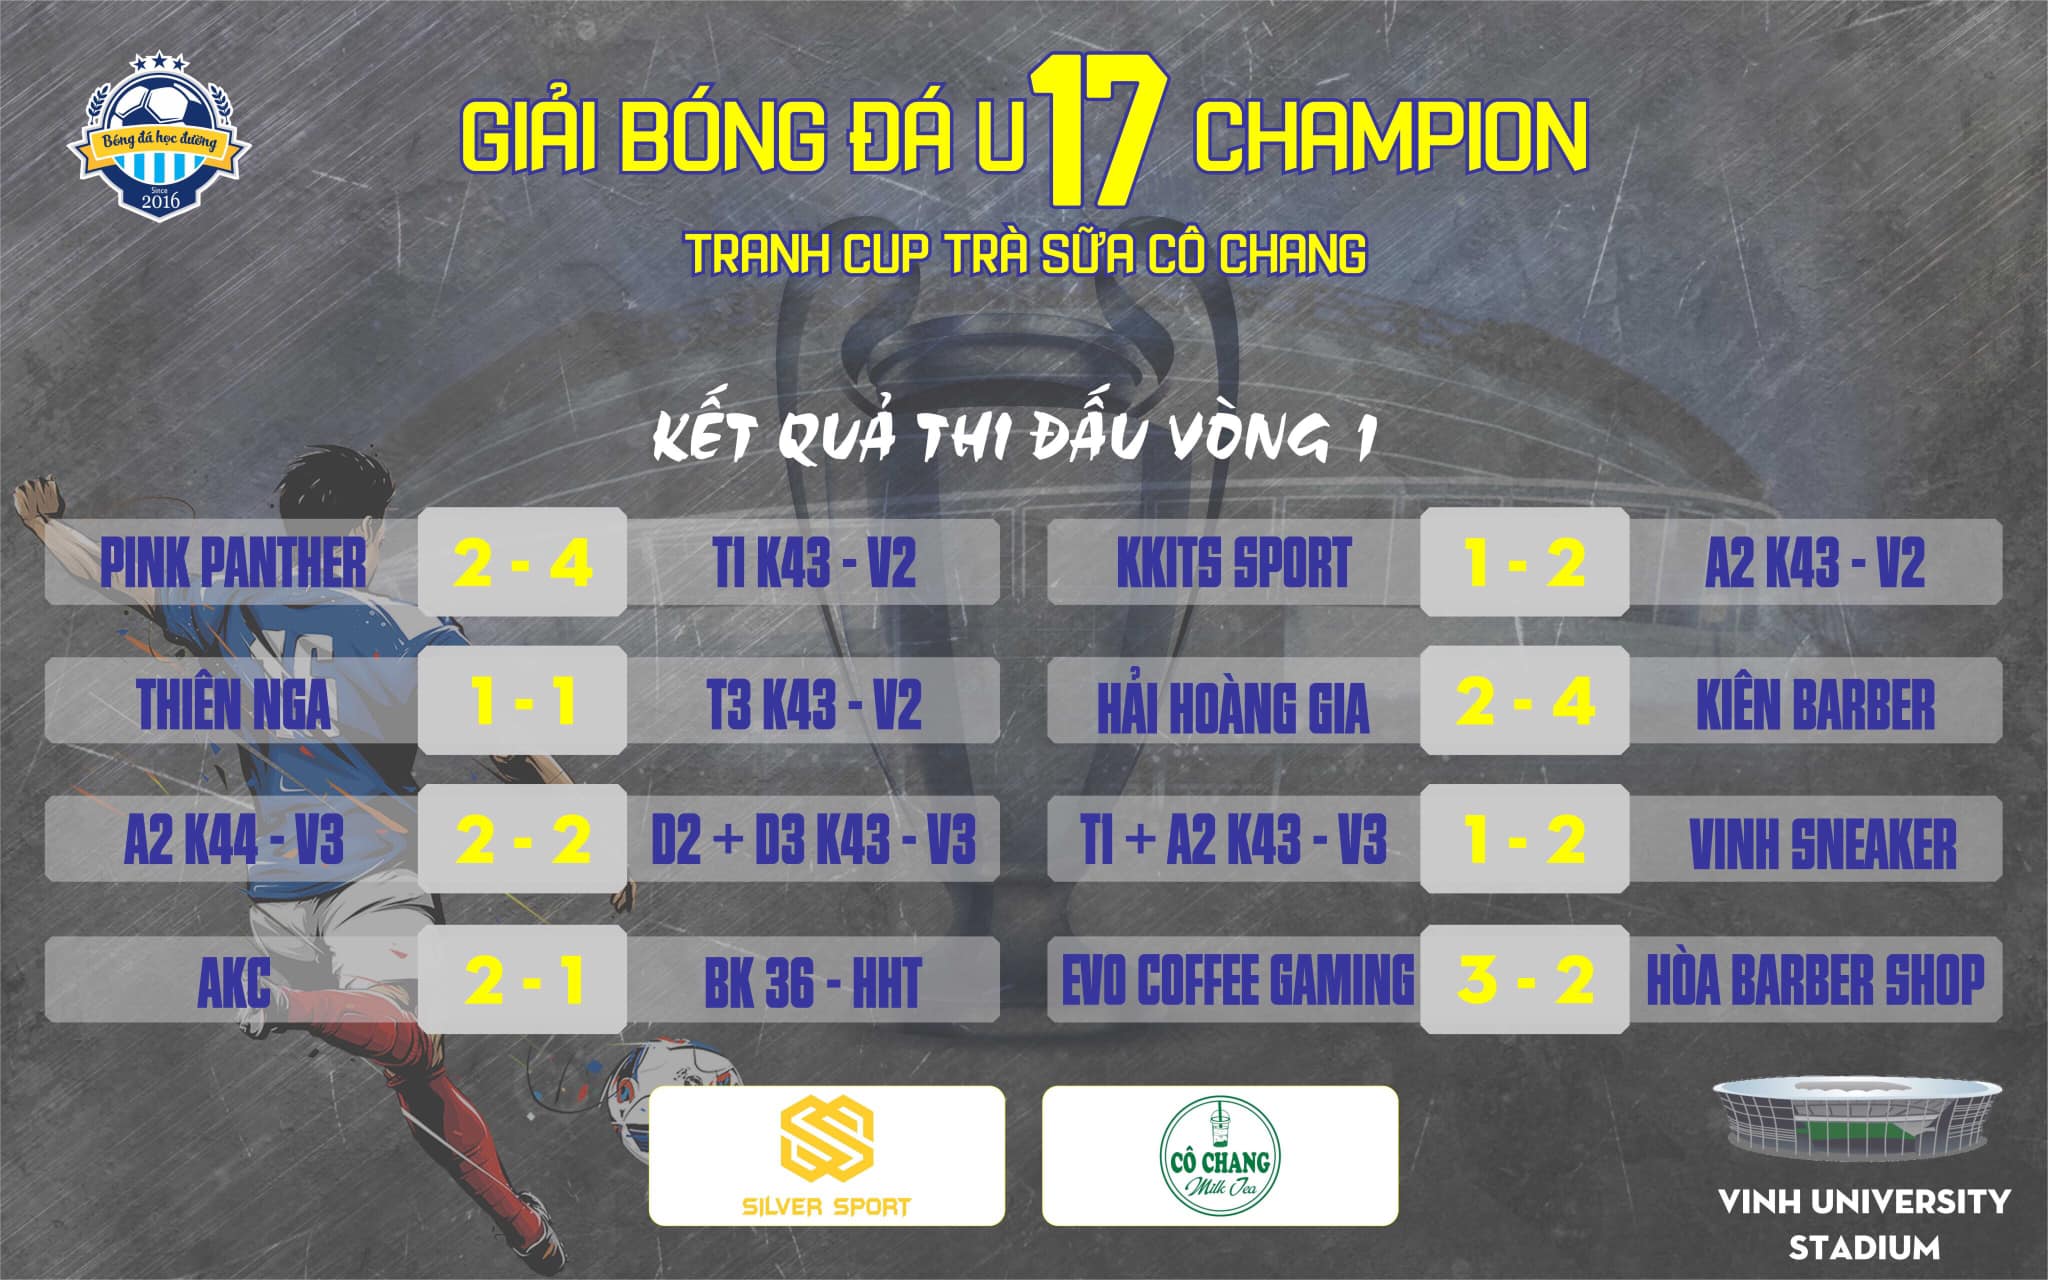 Bóng đá học đường
Since
2016
GIẢI BÓNG ĐÁ U17 CHAMPION
TRANH CUP TRÀ SỮA CÔ CHANG
KẾT QUẢ THI ĐẤU VÒNG 1
PINK PANTHER 2 - 4 T1 K43 - V2
KKITS SPORT 1 - 2 A2 K43 - V2
THIÊN NGA 1 - 1 T3 K43 - V2
HẢI HOÀNG GIA 2 - 4 KIÊN BARBER
A2 K44 - V3 2 - 2 D2 + D3 K43 - V3
T1 + A2 K43 - V3 1 - 2 VINH SNEAKER
AKC 2 - 1 BK 36 - HHT
EVO COFFEE GAMING 3 - 2 HÒA BARBER SHOP
SILVER SPORT
CÔ CHANG
Milk Tea
VINH UNIVERSITY
STADIUM